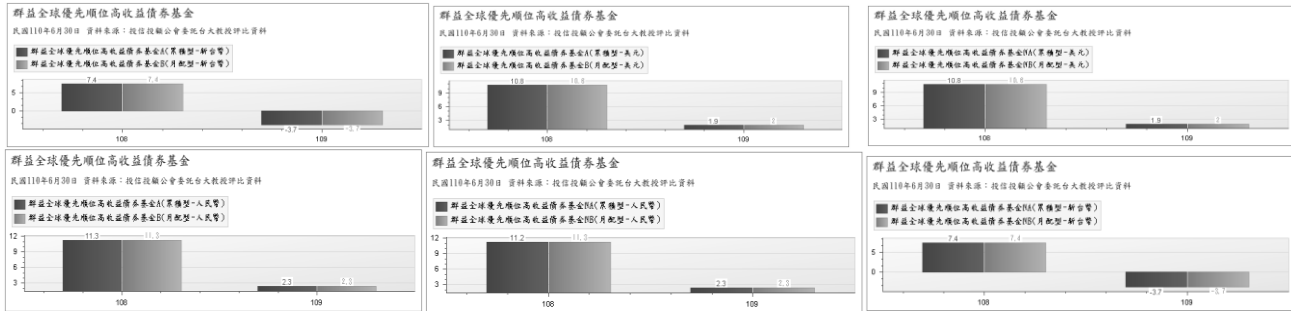 群益全球優先順位高收益債券基金
民國110年6月30日 資料來源：投信投顧公會委託台大教授評比資料
群益全球優先順位高收益債券基金A(累積型-新台幣)
群益全球優先順位高收益債券基金B(月配型-新台幣)
7.4 7.4
5
0
-3.7 -3.7
108 109
群益全球優先順位高收益債券基金
民國110年6月30日 資料來源：投信投顧公會委託台大教授評比資料
群益全球優先順位高收益債券基金A(累積型-美元)
群益全球優先順位高收益債券基金B(月配型-美元)
10.8 10.8
9
6
3
1.9 2
108 109
群益全球優先順位高收益債券基金
民國110年6月30日 資料來源：投信投顧公會委託台大教授評比資料
群益全球優先順位高收益債券基金NA(累積型-美元)
群益全球優先順位高收益債券基金NB(月配型-美元)
10.8 10.8
9
6
3
1.9 2
108 109
群益全球優先順位高收益債券基金
民國110年6月30日 資料來源：投信投顧公會委託台大教授評比資料
群益全球優先順位高收益債券基金A(累積型-人民幣)
群益全球優先順位高收益債券基金B(月配型-人民幣)
12
11.3 11.3
9
6
3
2.3 2.3
108 109
群益全球優先順位高收益債券基金
民國110年6月30日 資料來源：投信投顧公會委託台大教授評比資料
群益全球優先順位高收益債券基金NA(累積型-人民幣)
群益全球優先順位高收益債券基金NB(月配型-人民幣)
12
11.2 11.3
9
6
3
2.3 2.3
108 109
群益全球優先順位高收益債券基金
民國110年6月30日 資料來源：投信投顧公會委託台大教授評比資料
群益全球優先順位高收益債券基金NA(累積型-新台幣)
群益全球優先順位高收益債券基金NB(月配型-新台幣)
7.4 7.4
5
0
-3.7 -3.7
108 109